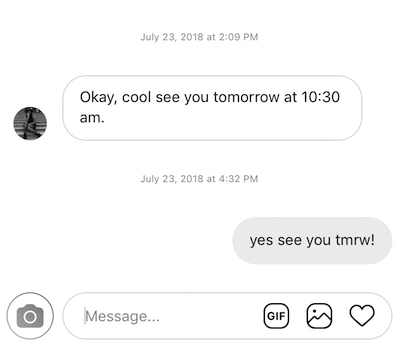 July 23, 2018 at 2:09 PM
Okay, cool see you tomorrow at 10:30
am.
July 23, 2018 at 4:32 PM
yes see you tmrw!
Message...
GIF